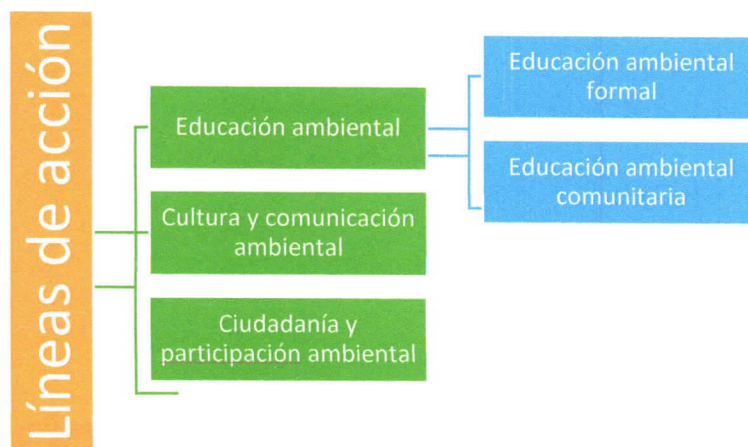 Líneas de acción
Educación ambiental
Educación ambiental
formal
Educación ambiental
comunitaria
Cultura y comunicación
ambiental
Ciudadanía y
participación ambiental